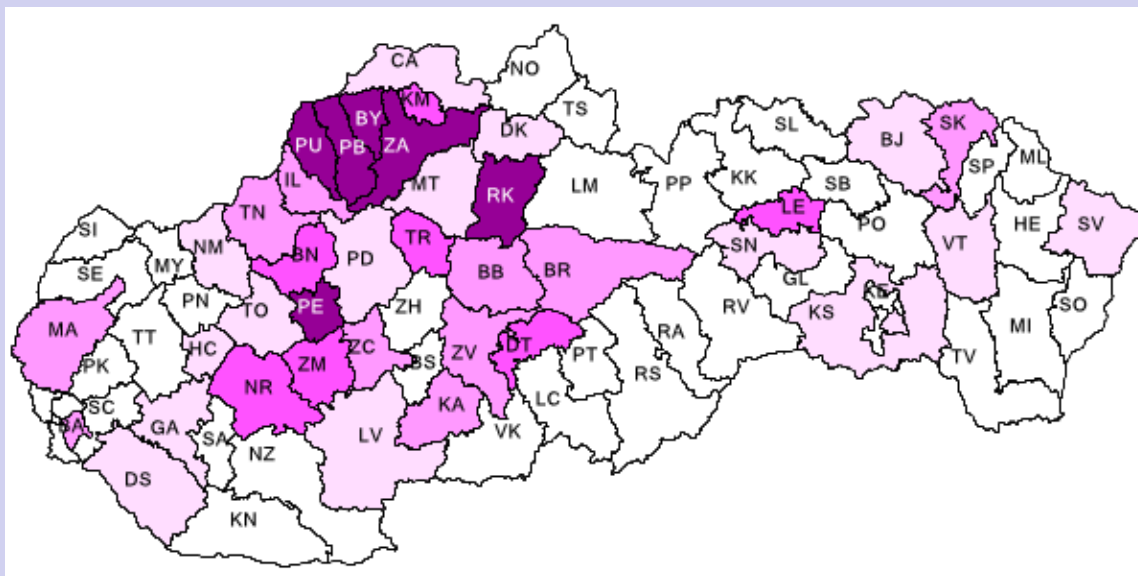 CA
NO
KM
TS
BY
SL
SK
PU
PB
ZA
DK
BJ
ML
SP
IL
MT
RK
LM
PP
KK
SB
LE
TN
HE
SI
NM
BN
TR
SN
PO
VT
SV
SE
MY
PD
BB
BR
GL
PN
TO
PE
ZH
KE
KS
SO
MA
TT
HC
ZC
ZV
DT
PT
RA
RV
MI
PK
NR
ZM
BS
RS
TV
SC
KA
LC
BA
GA
SA
LV
VK
NZ
DS
KN